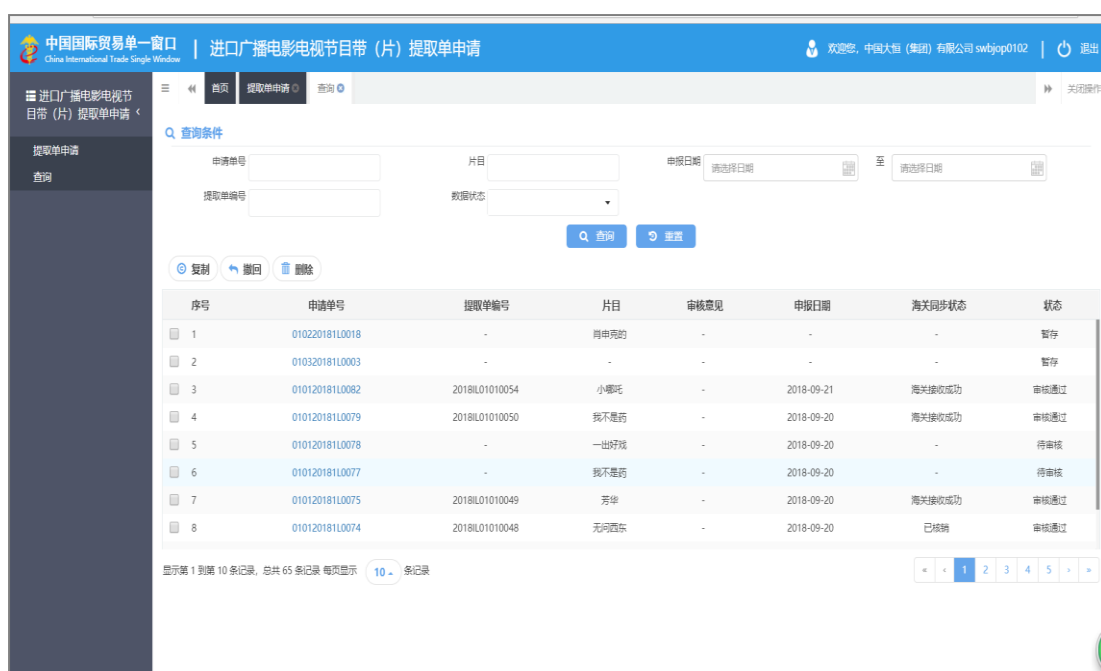 中国国际贸易单一窗口 | 进口广播电影电视节目带（片）提取单申请 欢迎您, 中国大恒（集团）有限公司 swbjop0102 | 退出
China International Trade Single Window
进口广播电影电视节目带（片）提取单申请
提取单申请
查询
首页 提取单申请 查询 关闭操作
查询条件
申请单号 片目 申报日期 请选择日期 至 请选择日期
提取单编号 数据状态
查询 重置
复制 撤回 删除
序号 申请单号 提取单编号 片目 审核意见 申报日期 海关同步状态 状态
1 010220181L0018 - 肖申克的 - - - 暂存
2 010320181L0003 - - - - - 暂存
3 010120181L0082 2018IL01010054 小哪吒 - 2018-09-21 海关接收成功 审核通过
4 010120181L0079 2018IL01010050 我不是药 - 2018-09-20 海关接收成功 审核通过
5 010120181L0078 - 一出好戏 - 2018-09-20 - 待审核
6 010120181L0077 - 我不是药 - 2018-09-20 - 待审核
7 010120181L0075 2018IL01010049 芳华 - 2018-09-20 海关接收成功 审核通过
8 010120181L0074 2018IL01010048 无问西东 - 2018-09-20 已核销 审核通过
显示第 1 到第 10 条记录, 总共 65 条记录 每页显示 10 条记录 « ‹ 1 2 3 4 5 › »